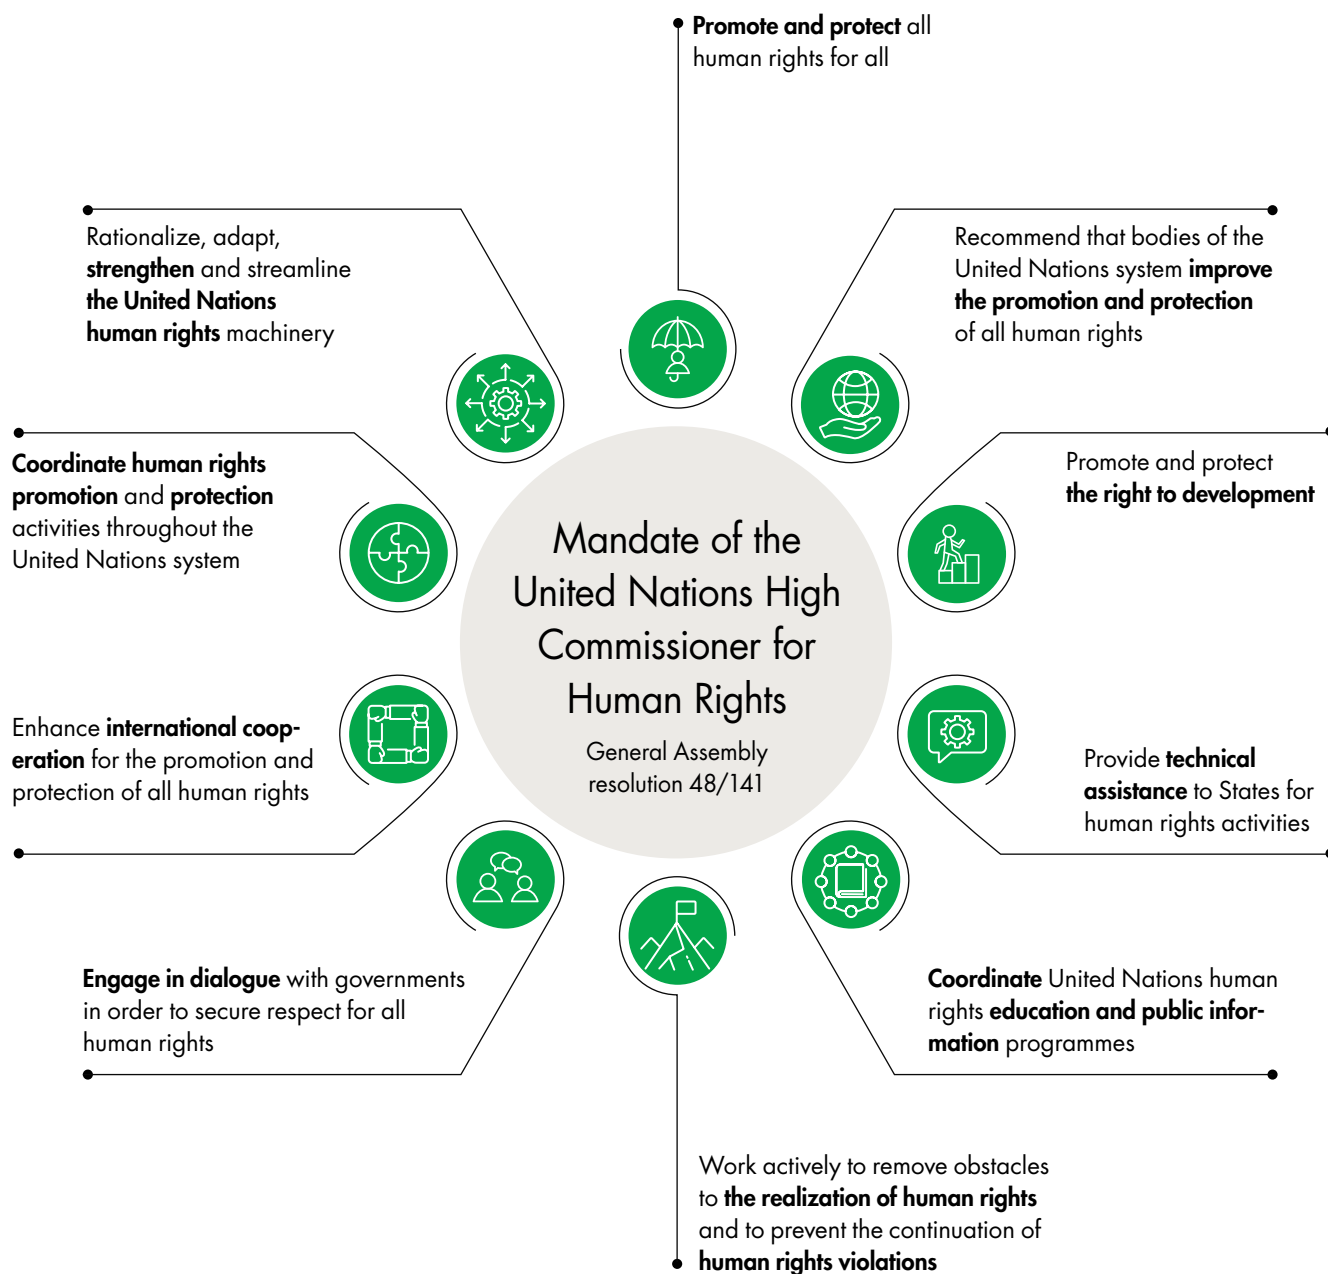 Promote and protect all
human rights for all
Recommend that bodies of the
United Nations system improve
the promotion and protection
of all human rights
Promote and protect
the right to development
Provide technical
assistance to States for
human rights activities
Coordinate United Nations human
rights education and public infor-
mation programmes
Work actively to remove obstacles
to the realization of human rights
and to prevent the continuation of
human rights violations
Engage in dialogue with governments
in order to secure respect for all
human rights
Enhance international coop-
eration for the promotion and
protection of all human rights
Coordinate human rights
promotion and protection
activities throughout the
United Nations system
Rationalize, adapt,
strengthen and streamline
the United Nations
human rights machinery
Mandate of the
United Nations High
Commissioner for
Human Rights
General Assembly
resolution 48/141